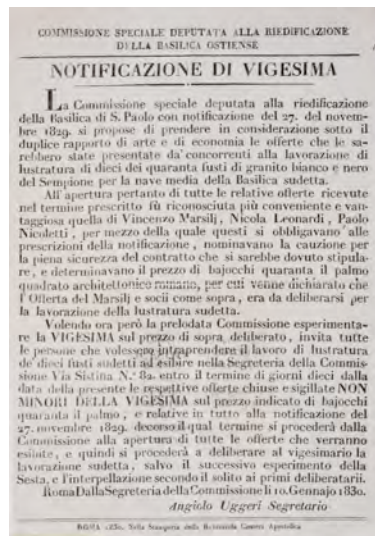 COMMISSIONE SPECIALE DEPUTATA ALLA RIEDIFICAZIONE
DELLA BASILICA OSTIENSE
NOTIFICAZIONE DI VIGESIMA
La Commissione speciale deputata alla riedificazione
della Basilica di S. Paolo con notificazione del 27. del novem-
bre 1829. si propose di prendere in considerazione sotto il
duplice rapporto di arte e di economia le offerte che le sa-
rebbero state presentate da' concorrenti alla lavorazione di
lustratura di dieci dei quaranta fusti di granito bianco e nero
del Sempione per la nave media della Basilica sudetta.
All' apertura pertanto di tutte le relative offerte ricevute
nel termine prescritto fù riconosciuta più conveniente e van-
taggiosa quella di Vincenzo Marsilj, Nicola Leonardi, Paolo
Nicoletti, per mezzo della quale questi si obbligavano alle
prescrizioni della notificazione, nominavano la cauzione per
la piena sicurezza del contratto che si sarebbe dovuto stipula-
re, e determinavano il prezzo di bajocchi quaranta il palmo
quadrato architettonico romano, per cui venne dichiarato che
l' Offerta del Marsilj e socii come sopra, era da deliberarsi per
la lavorazione della lustratura sudetta.
Volendo ora però la prelodata Commissione esperimenta-
re la VIGESIMA sul prezzo di sopra deliberato, invita tutte
le persone che volessero intraprendere il lavoro di lustratura
de' dieci fusti sudetti ad esibire nella Segreteria della Commis-
sione Via Sistina N.° 82. entro il termine di giorni dieci dalla
data della presente le respettive offerte chiuse e sigillate NON
MINORI DELLA VIGESIMA sul prezzo indicato di bajocchi
quaranta il palmo, e relative in tutto alla notificazione del
27. novembre 1829. decorso il qual termine si procederà dalla
Commissione alla apertura di tutte le offerte che verranno
esibite, e quindi si procederà a deliberare al vigesimario la
lavorazione sudetta, salvo il successivo esperimento della
Sesta, e l'interpellazione secondo il solito ai primi deliberatarii.
Roma Dalla Segreteria della Commissione li 10. Gennajo 1830.
Angiolo Uggeri Segretario
ROMA 1830. Nella Stamperia della Reverenda Camera Apostolica